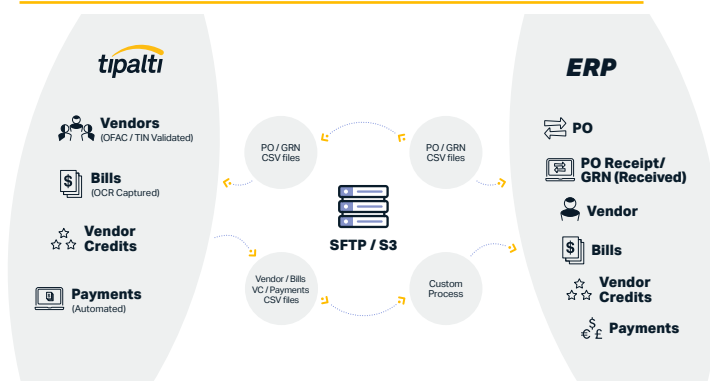 tipalti
Vendors
(OFAC / TIN Validated)
Bills
(OCR Captured)
Vendor
Credits
Payments
(Automated)
PO / GRN
CSV files
PO / GRN
CSV files
SFTP / S3
Vendor / Bills
VC / Payments
CSV files
Custom
Process
ERP
PO
PO Receipt/
GRN (Received)
Vendor
Bills
Vendor
Credits
Payments